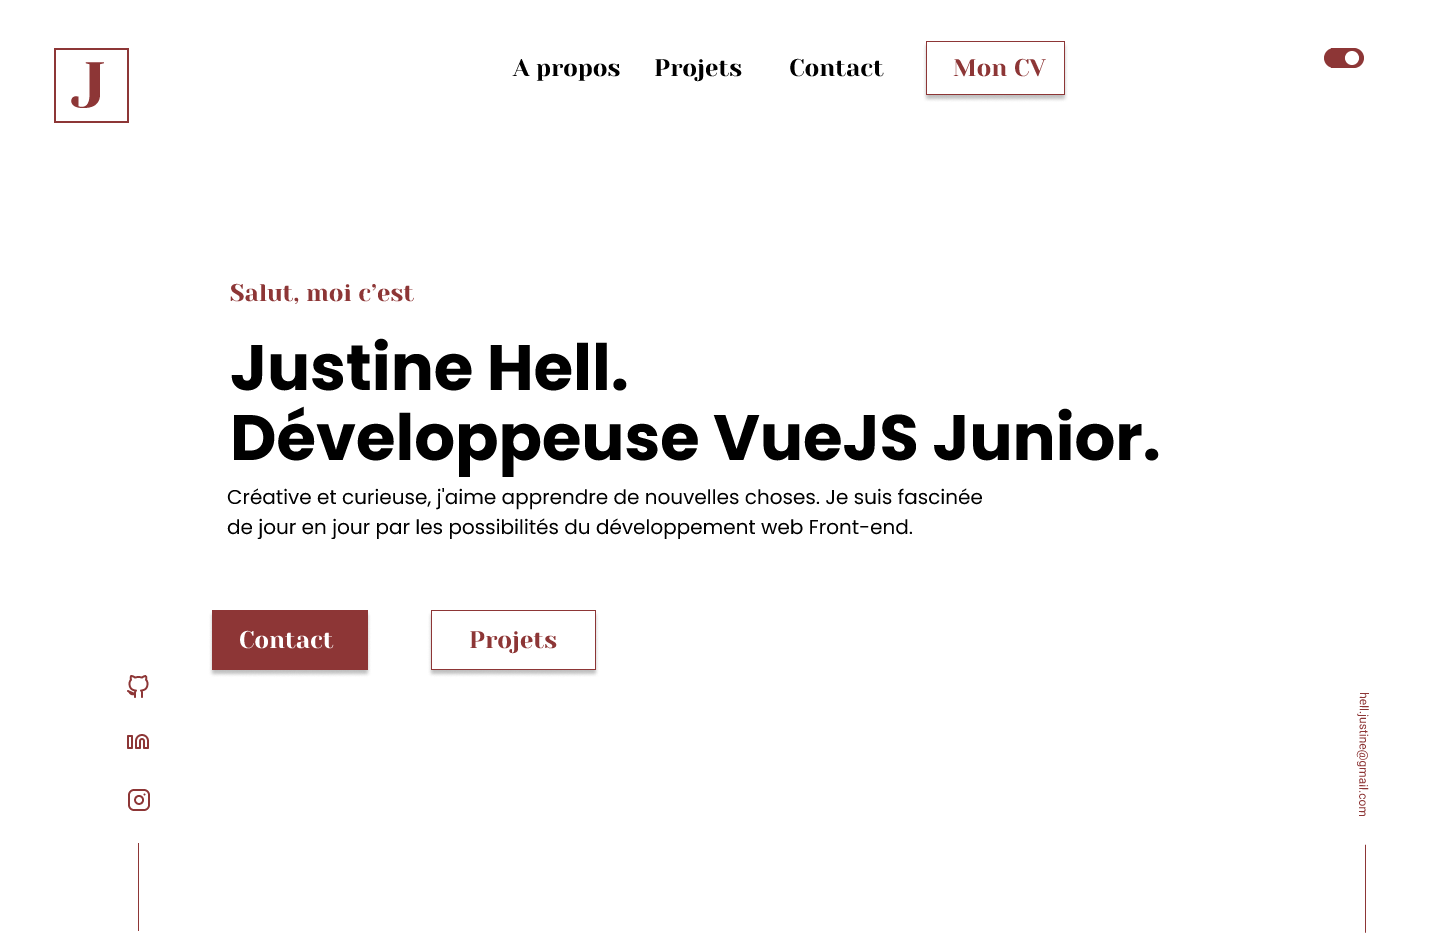 J
A propos Projets Contact Mon CV
Salut, moi c’est
Justine Hell.
Développeuse VueJS Junior.
Créative et curieuse, j'aime apprendre de nouvelles choses. Je suis fascinée
de jour en jour par les possibilités du développement web Front-end.
Contact Projets
in
hell.justine@gmail.com